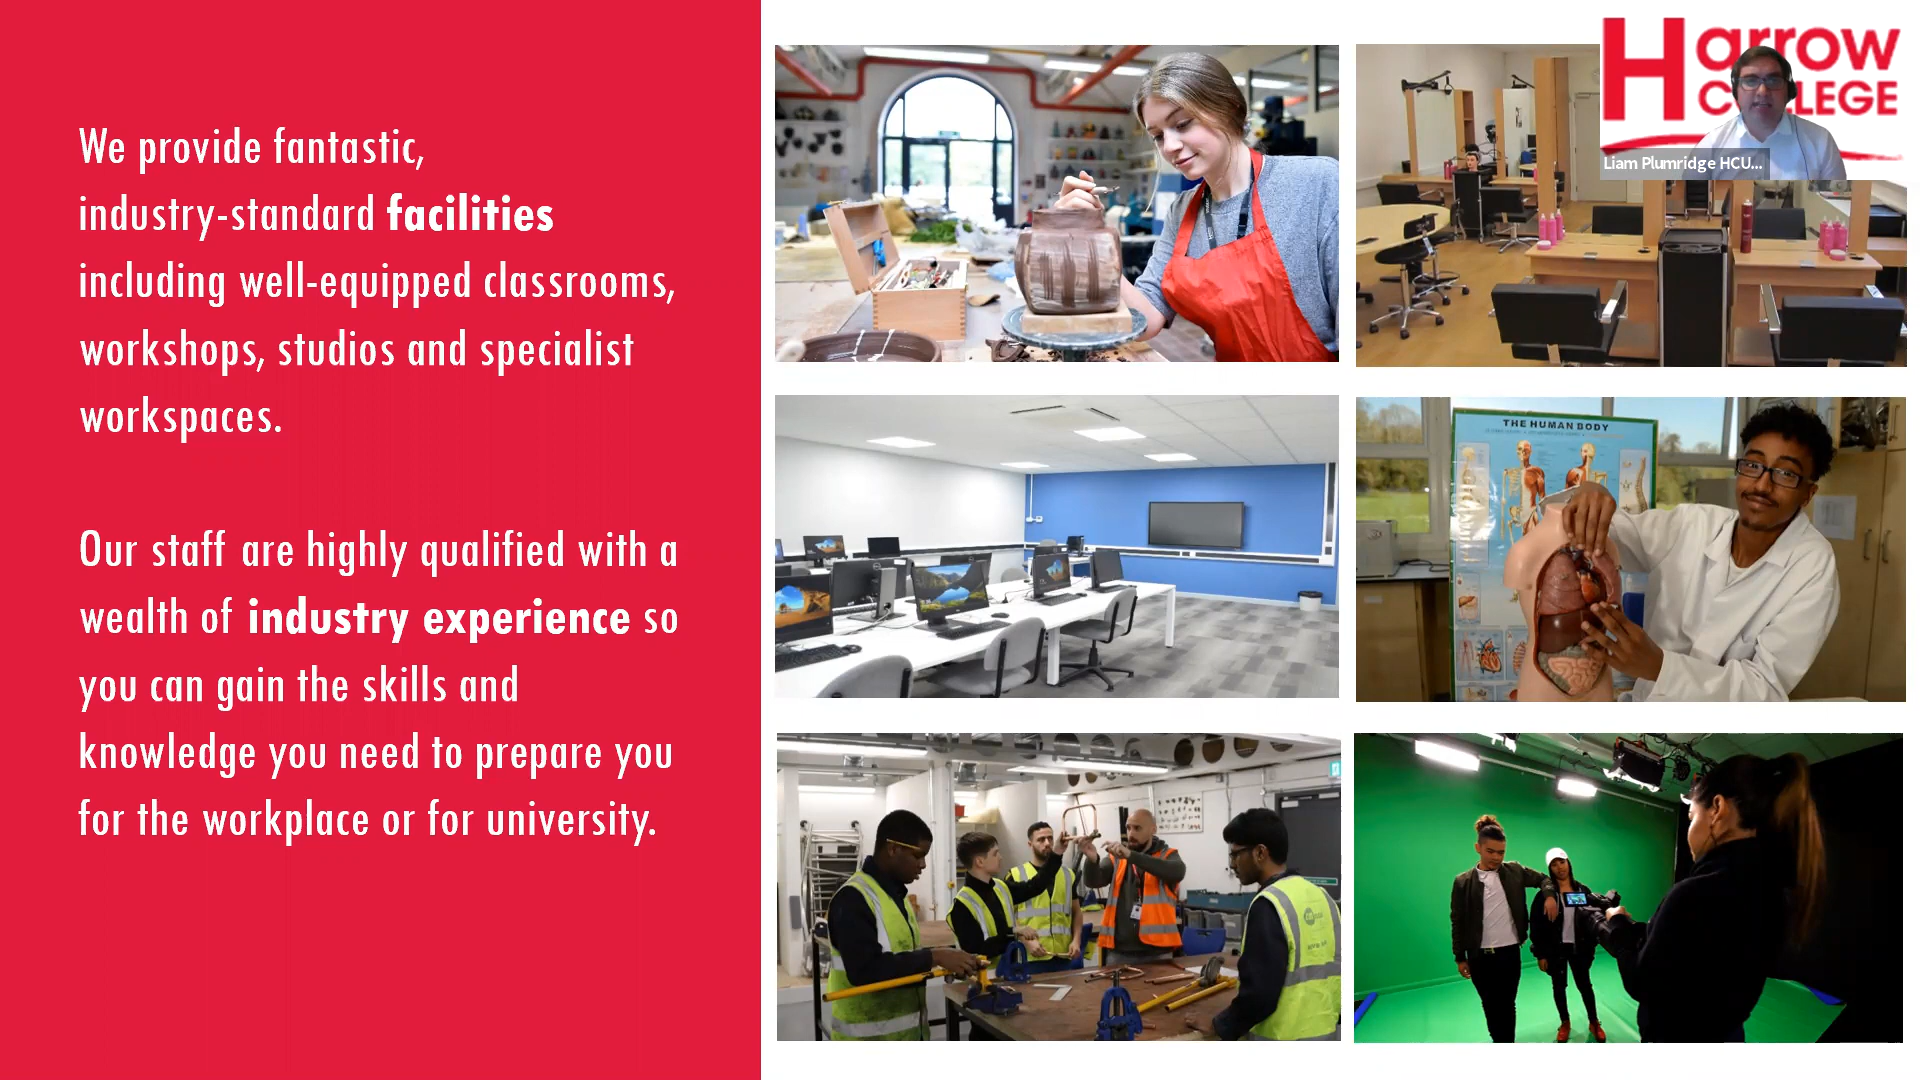 We provide fantastic,
industry-standard facilities
including well-equipped classrooms,
workshops, studios and specialist
workspaces.
Our staff are highly qualified with a
wealth of industry experience so
you can gain the skills and
knowledge you need to prepare you
for the workplace or for university.
Harrow
Liam Plumridge HCU...
THE HUMAN BODY